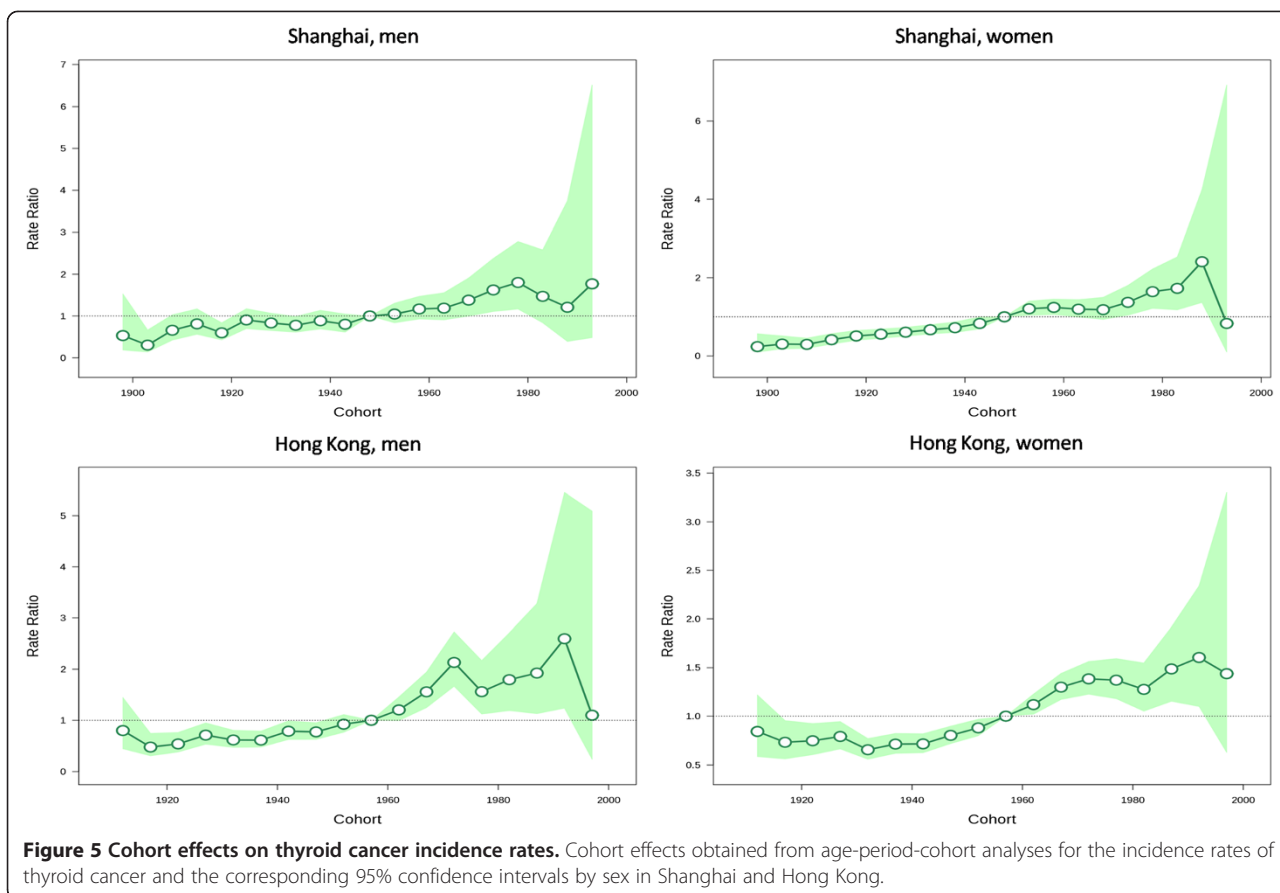 Shanghai, men
Rate Ratio
7
6
5
4
3
2
1
0
1900 1920 1940 1960 1980 2000
Cohort
Shanghai, women
Rate Ratio
6
4
2
1
0
1900 1920 1940 1960 1980 2000
Cohort
Hong Kong, men
Rate Ratio
5
4
3
2
1
0
1920 1940 1960 1980 2000
Cohort
Hong Kong, women
Rate Ratio
3.5
3.0
2.5
2.0
1.5
1.0
0.5
1920 1940 1960 1980 2000
Cohort
Figure 5 Cohort effects on thyroid cancer incidence rates. Cohort effects obtained from age-period-cohort analyses for the incidence rates of
thyroid cancer and the corresponding 95% confidence intervals by sex in Shanghai and Hong Kong.